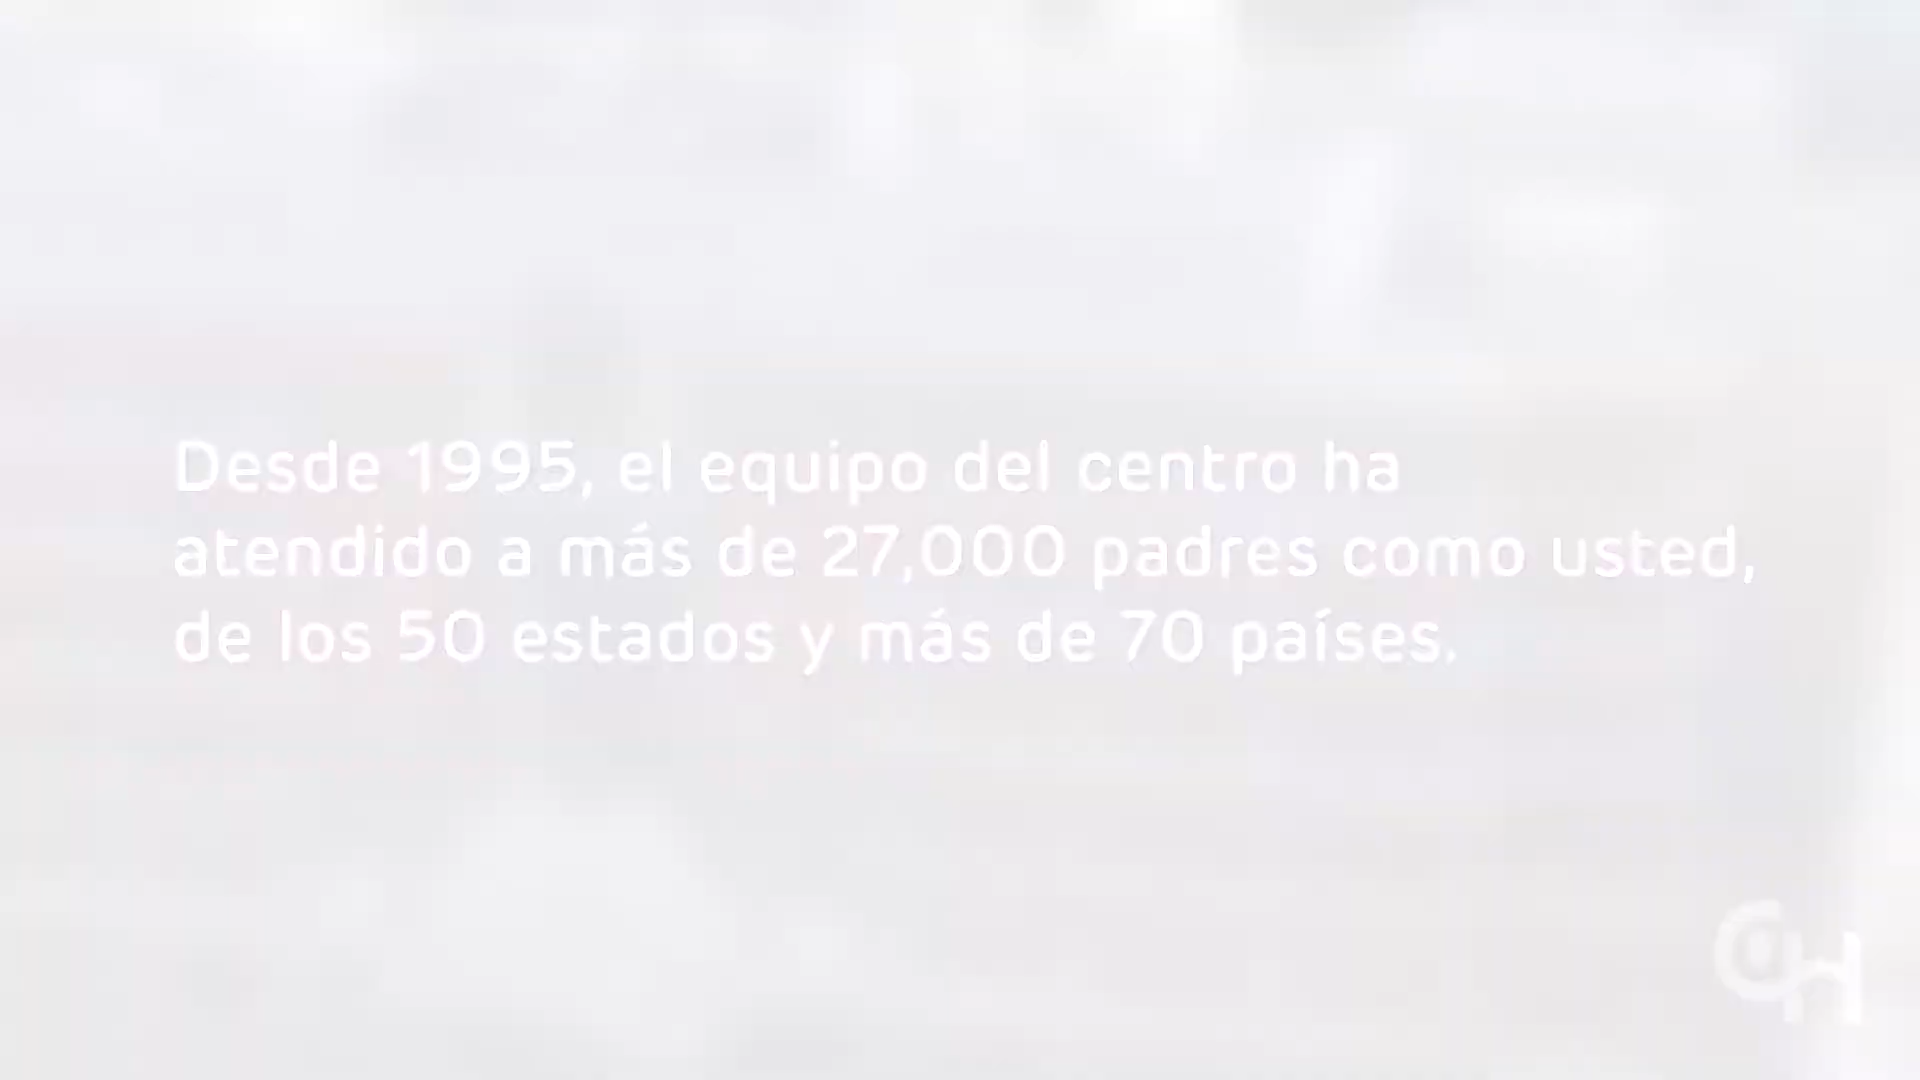 Desde 1995, el equipo del centro ha
atendido a más de 27,000 padres como usted,
de los 50 estados y más de 70 países.
CH